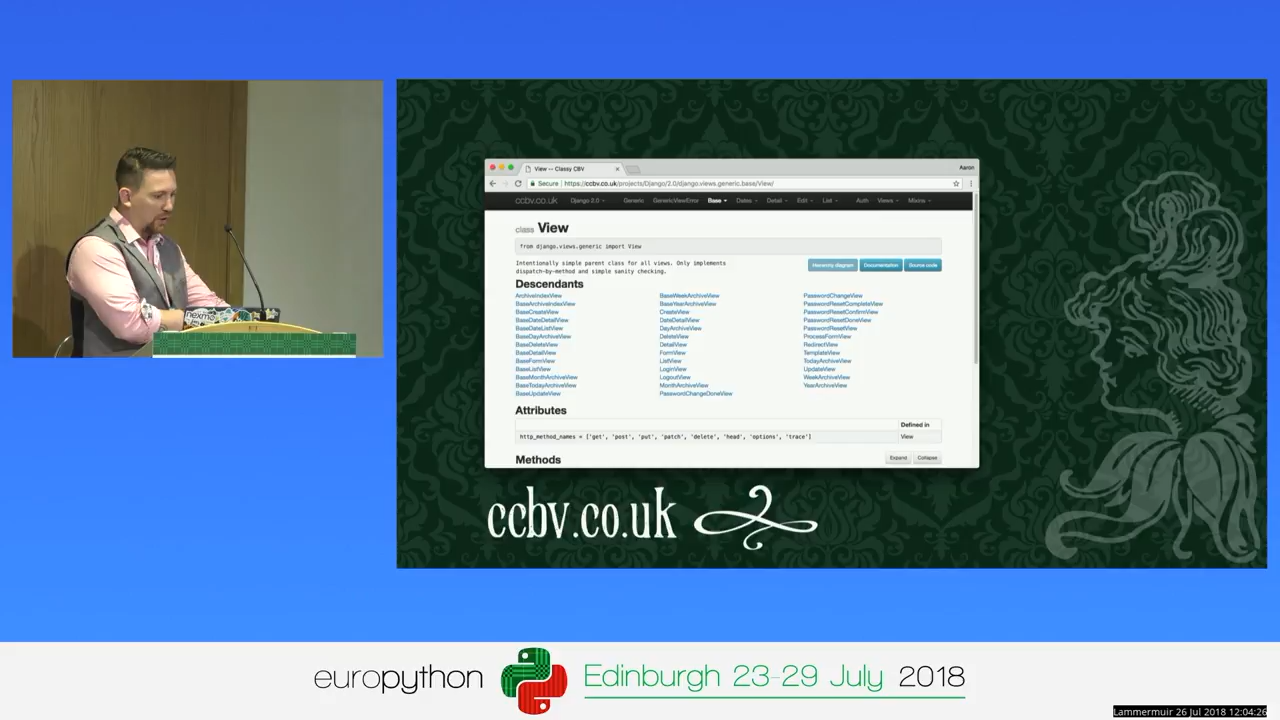 nexmo
View -- Classy CBV
Aaron
Secure https://ccbv.co.uk/projects/Django/2.0/django.views.generic.base/View/
ccbv.co.uk Django 2.0 Generic GenericViewError Base Dates Detail Edit List Auth Views Mixins
class View
from django.views.generic import View
Intentionally simple parent class for all views. Only implements
dispatch-by-method and simple sanity checking.
Hierarchy diagram Documentation Source code
Descendants
ArchiveIndexView BaseWeekArchiveView PasswordChangeView
BaseArchiveIndexView BaseYearArchiveView PasswordResetCompleteView
BaseCreateView CreateView PasswordResetConfirmView
BaseDateDetailView DateDetailView PasswordResetDoneView
BaseDateListView DayArchiveView PasswordResetView
BaseDayArchiveView DeleteView ProcessFormView
BaseDeleteView DetailView RedirectView
BaseDetailView FormView TemplateView
BaseFormView ListView TodayArchiveView
BaseListView LoginView UpdateView
BaseMonthArchiveView LogoutView WeekArchiveView
BaseTodayArchiveView MonthArchiveView YearArchiveView
BaseUpdateView PasswordChangeDoneView
Attributes
Defined in
http_method_names = ['get', 'post', 'put', 'patch', 'delete', 'head', 'options', 'trace'] View
Methods
Expand Collapse
ccbv.co.uk
europython Edinburgh 23-29 July 2018
Lammermuir 26 Jul 2018 12:04:26